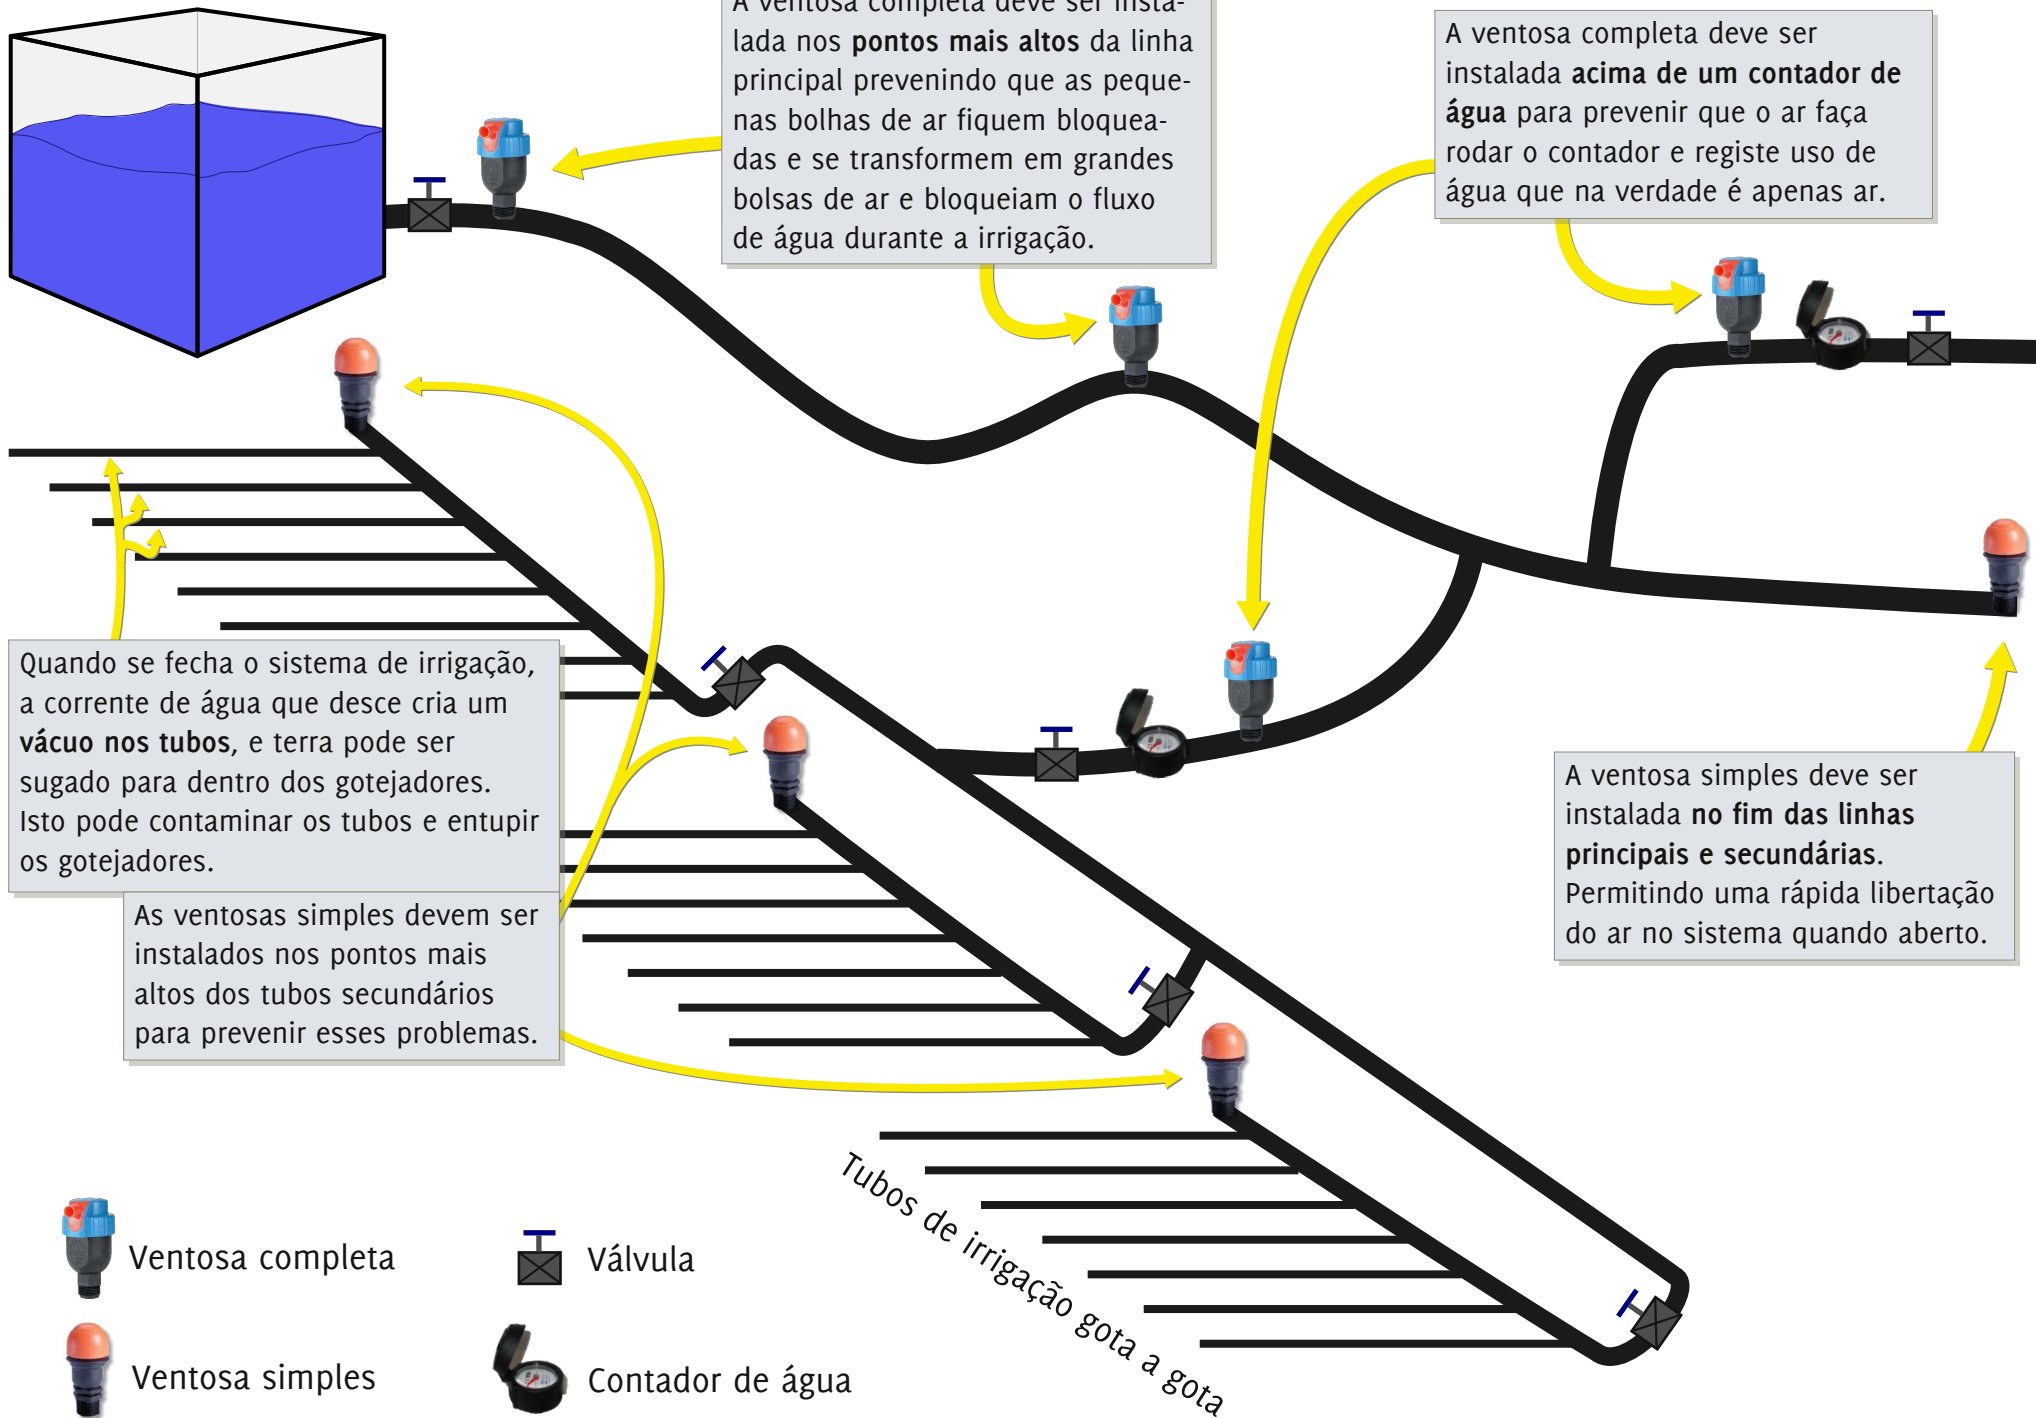 A ventosa completa deve ser insta-
lada nos pontos mais altos da linha
principal prevenindo que as peque-
nas bolhas de ar fiquem bloquea-
das e se transformem em grandes
bolsas de ar e bloqueiam o fluxo
de água durante a irrigação.
A ventosa completa deve ser
instalada acima de um contador de
água para prevenir que o ar faça
rodar o contador e registe uso de
água que na verdade é apenas ar.
Quando se fecha o sistema de irrigação,
a corrente de água que desce cria um
vácuo nos tubos, e terra pode ser
sugado para dentro dos gotejadores.
Isto pode contaminar os tubos e entupir
os gotejadores.
As ventosas simples devem ser
instalados nos pontos mais
altos dos tubos secundários
para prevenir esses problemas.
A ventosa simples deve ser
instalada no fim das linhas
principais e secundárias.
Permitindo uma rápida libertação
do ar no sistema quando aberto.
Tubos de irrigação gota a gota
Ventosa completa
Válvula
Ventosa simples
Contador de água